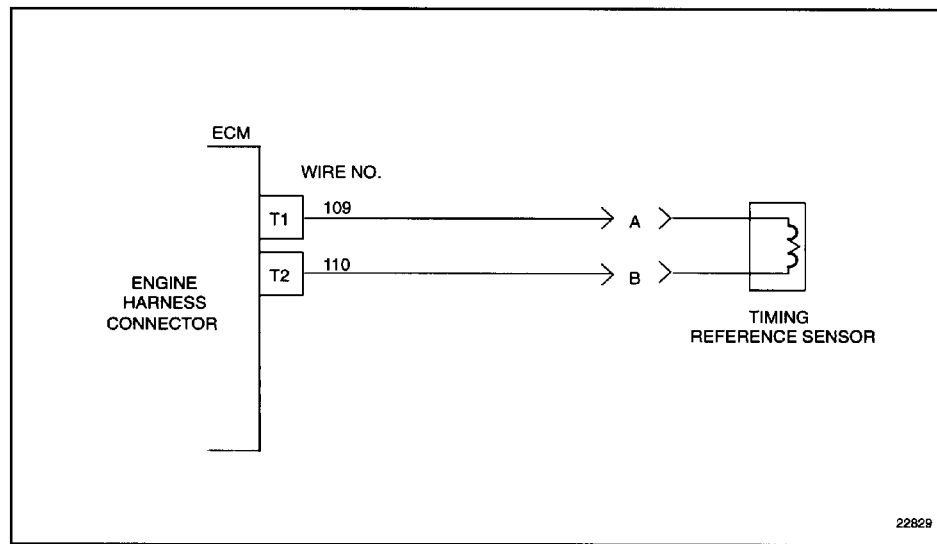 ECM
WIRE NO.
T1
109
A
T2
110
B
ENGINE
HARNESS
CONNECTOR
TIMING
REFERENCE SENSOR
22829